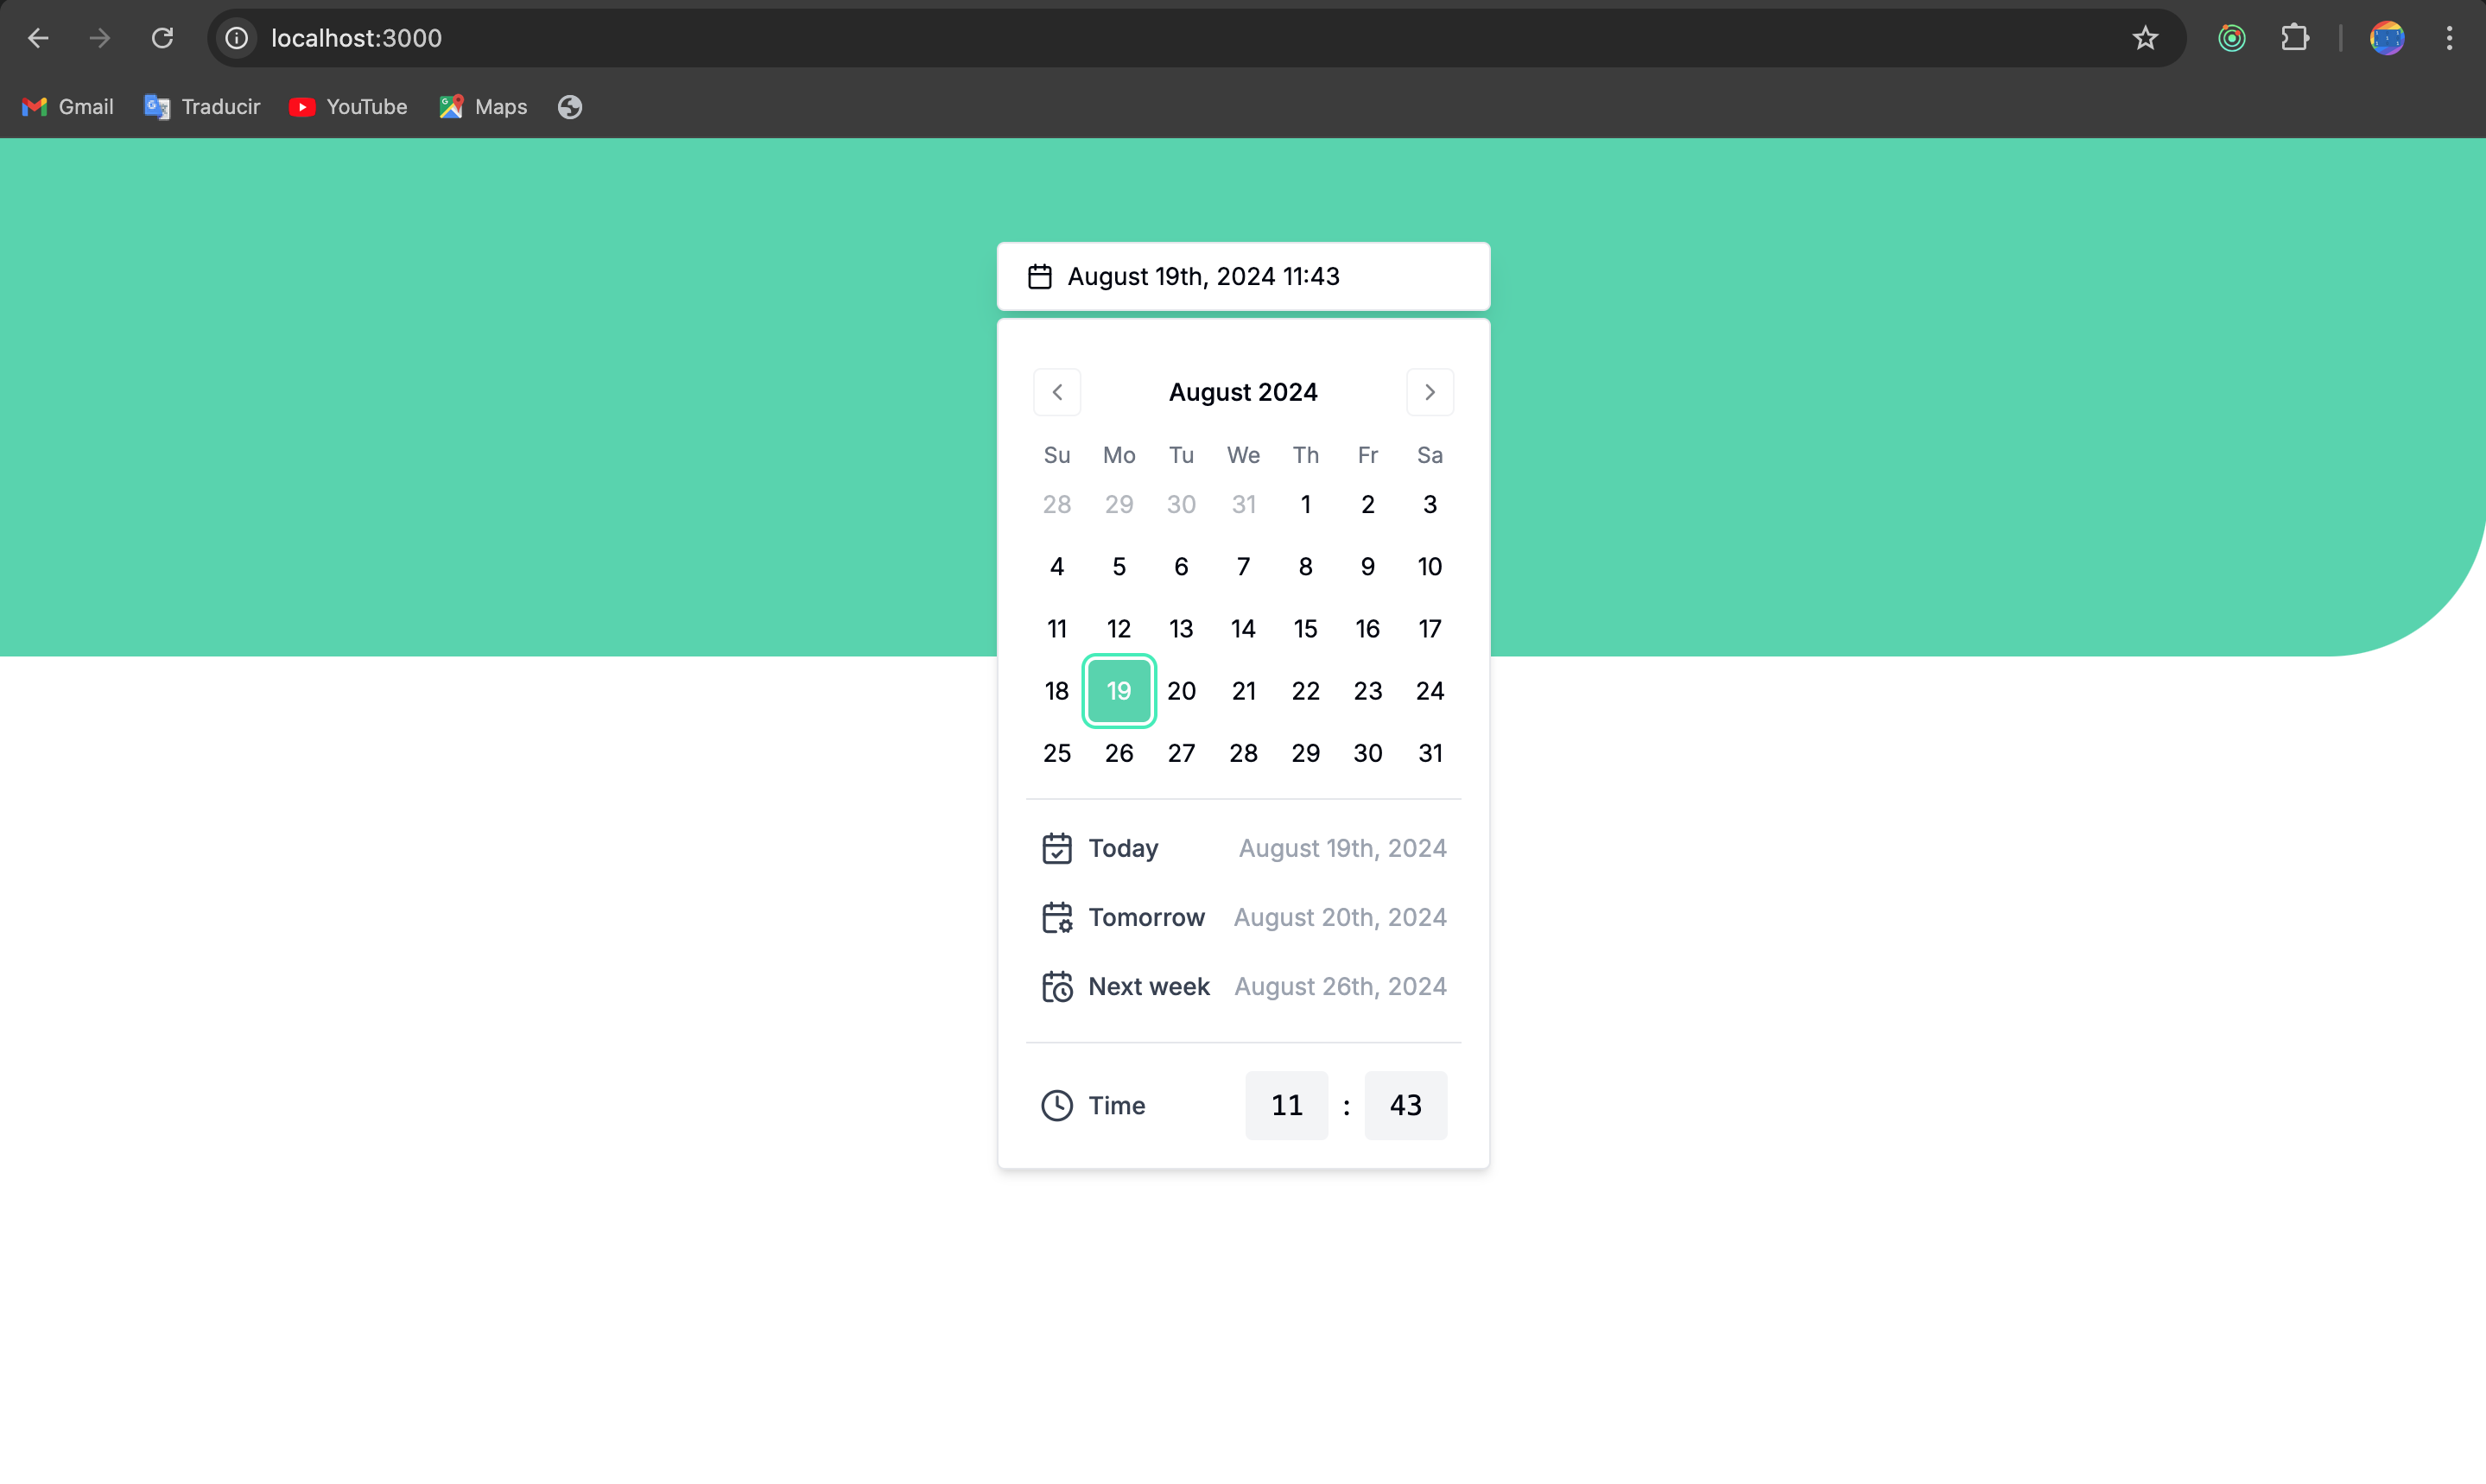 localhost:3000
Gmail Traducir YouTube Maps
August 19th, 2024 11:43
August 2024
Su Mo Tu We Th Fr Sa
28 29 30 31 1 2 3
4 5 6 7 8 9 10
11 12 13 14 15 16 17
18 19 20 21 22 23 24
25 26 27 28 29 30 31
Today August 19th, 2024
Tomorrow August 20th, 2024
Next week August 26th, 2024
Time 11 : 43